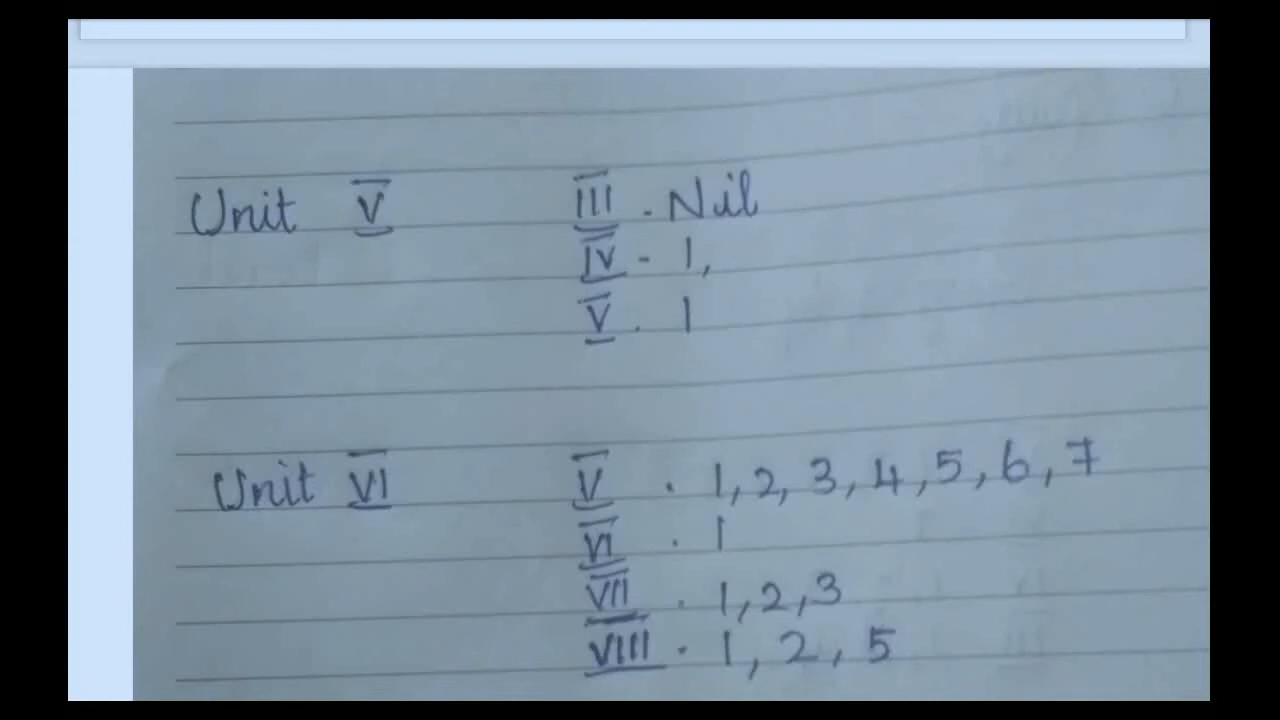 Unit V III - Nil
IV - 1,
V . 1
Unit VI V . 1, 2, 3, 4, 5, 6, 7
VI . 1
VII . 1, 2, 3
VIII . 1, 2, 5